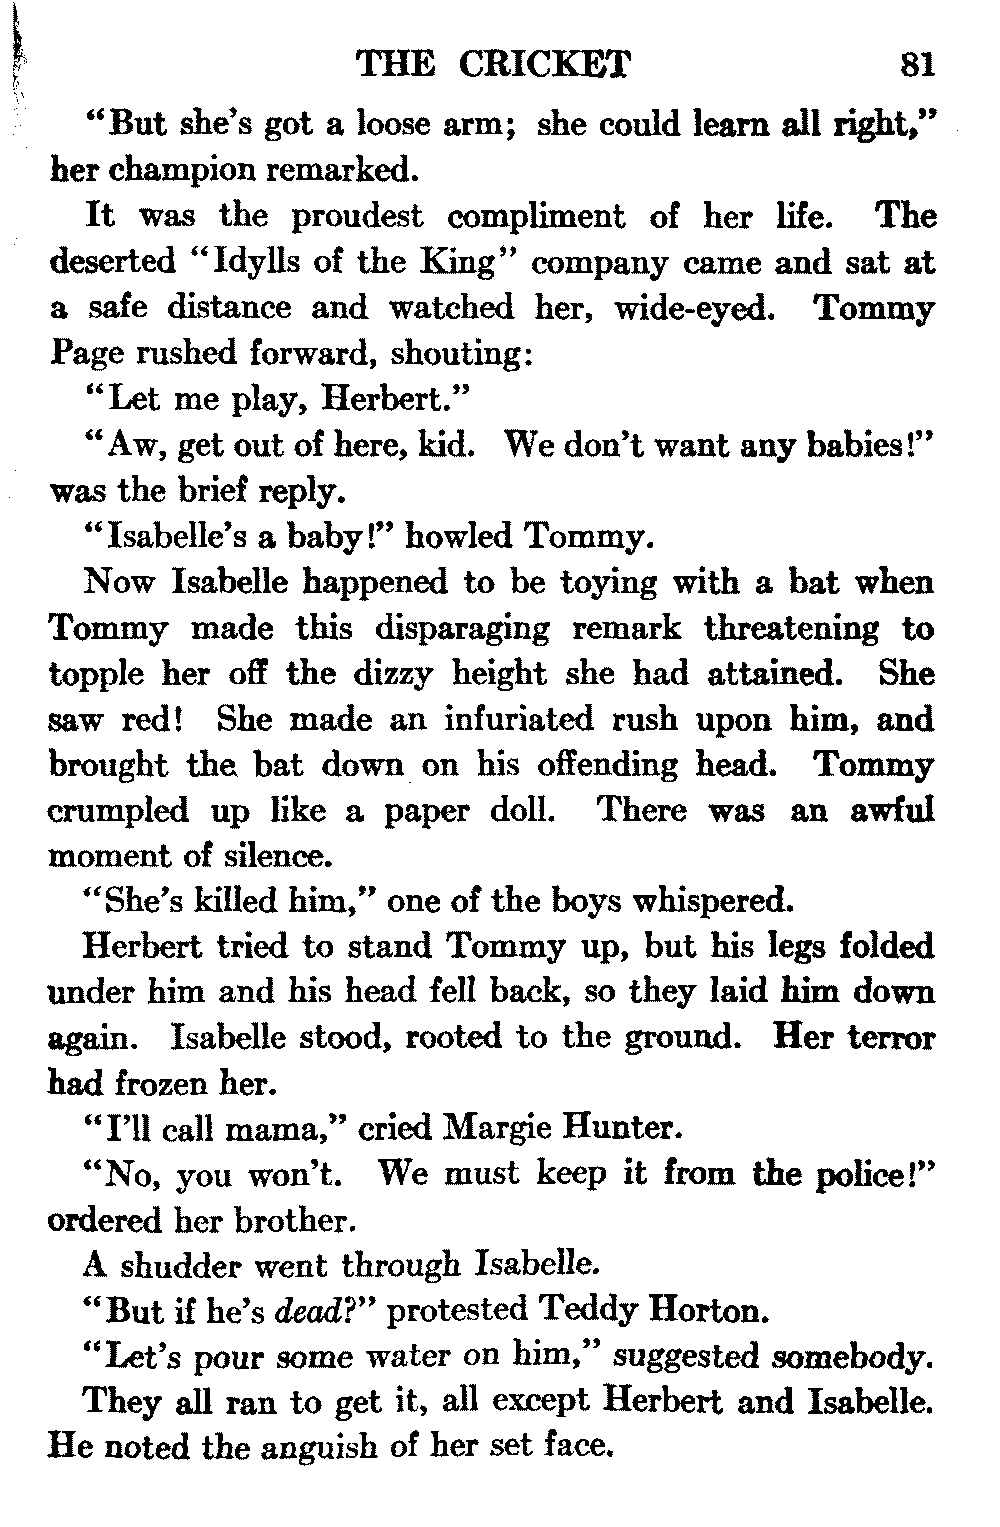 THE CRICKET 81
“But she’s got a loose arm; she could learn all right,”
her champion remarked.
It was the proudest compliment of her life. The
deserted “Idylls of the King” company came and sat at
a safe distance and watched her, wide-eyed. Tommy
Page rushed forward, shouting:
“Let me play, Herbert.”
“Aw, get out of here, kid. We don’t want any babies!”
was the brief reply.
“Isabelle’s a baby!” howled Tommy.
Now Isabelle happened to be toying with a bat when
Tommy made this disparaging remark threatening to
topple her off the dizzy height she had attained. She
saw red! She made an infuriated rush upon him, and
brought the bat down on his offending head. Tommy
crumpled up like a paper doll. There was an awful
moment of silence.
“She’s killed him,” one of the boys whispered.
Herbert tried to stand Tommy up, but his legs folded
under him and his head fell back, so they laid him down
again. Isabelle stood, rooted to the ground. Her terror
had frozen her.
“I’ll call mama,” cried Margie Hunter.
“No, you won’t. We must keep it from the police!”
ordered her brother.
A shudder went through Isabelle.
“But if he’s dead?” protested Teddy Horton.
“Let’s pour some water on him,” suggested somebody.
They all ran to get it, all except Herbert and Isabelle.
He noted the anguish of her set face.